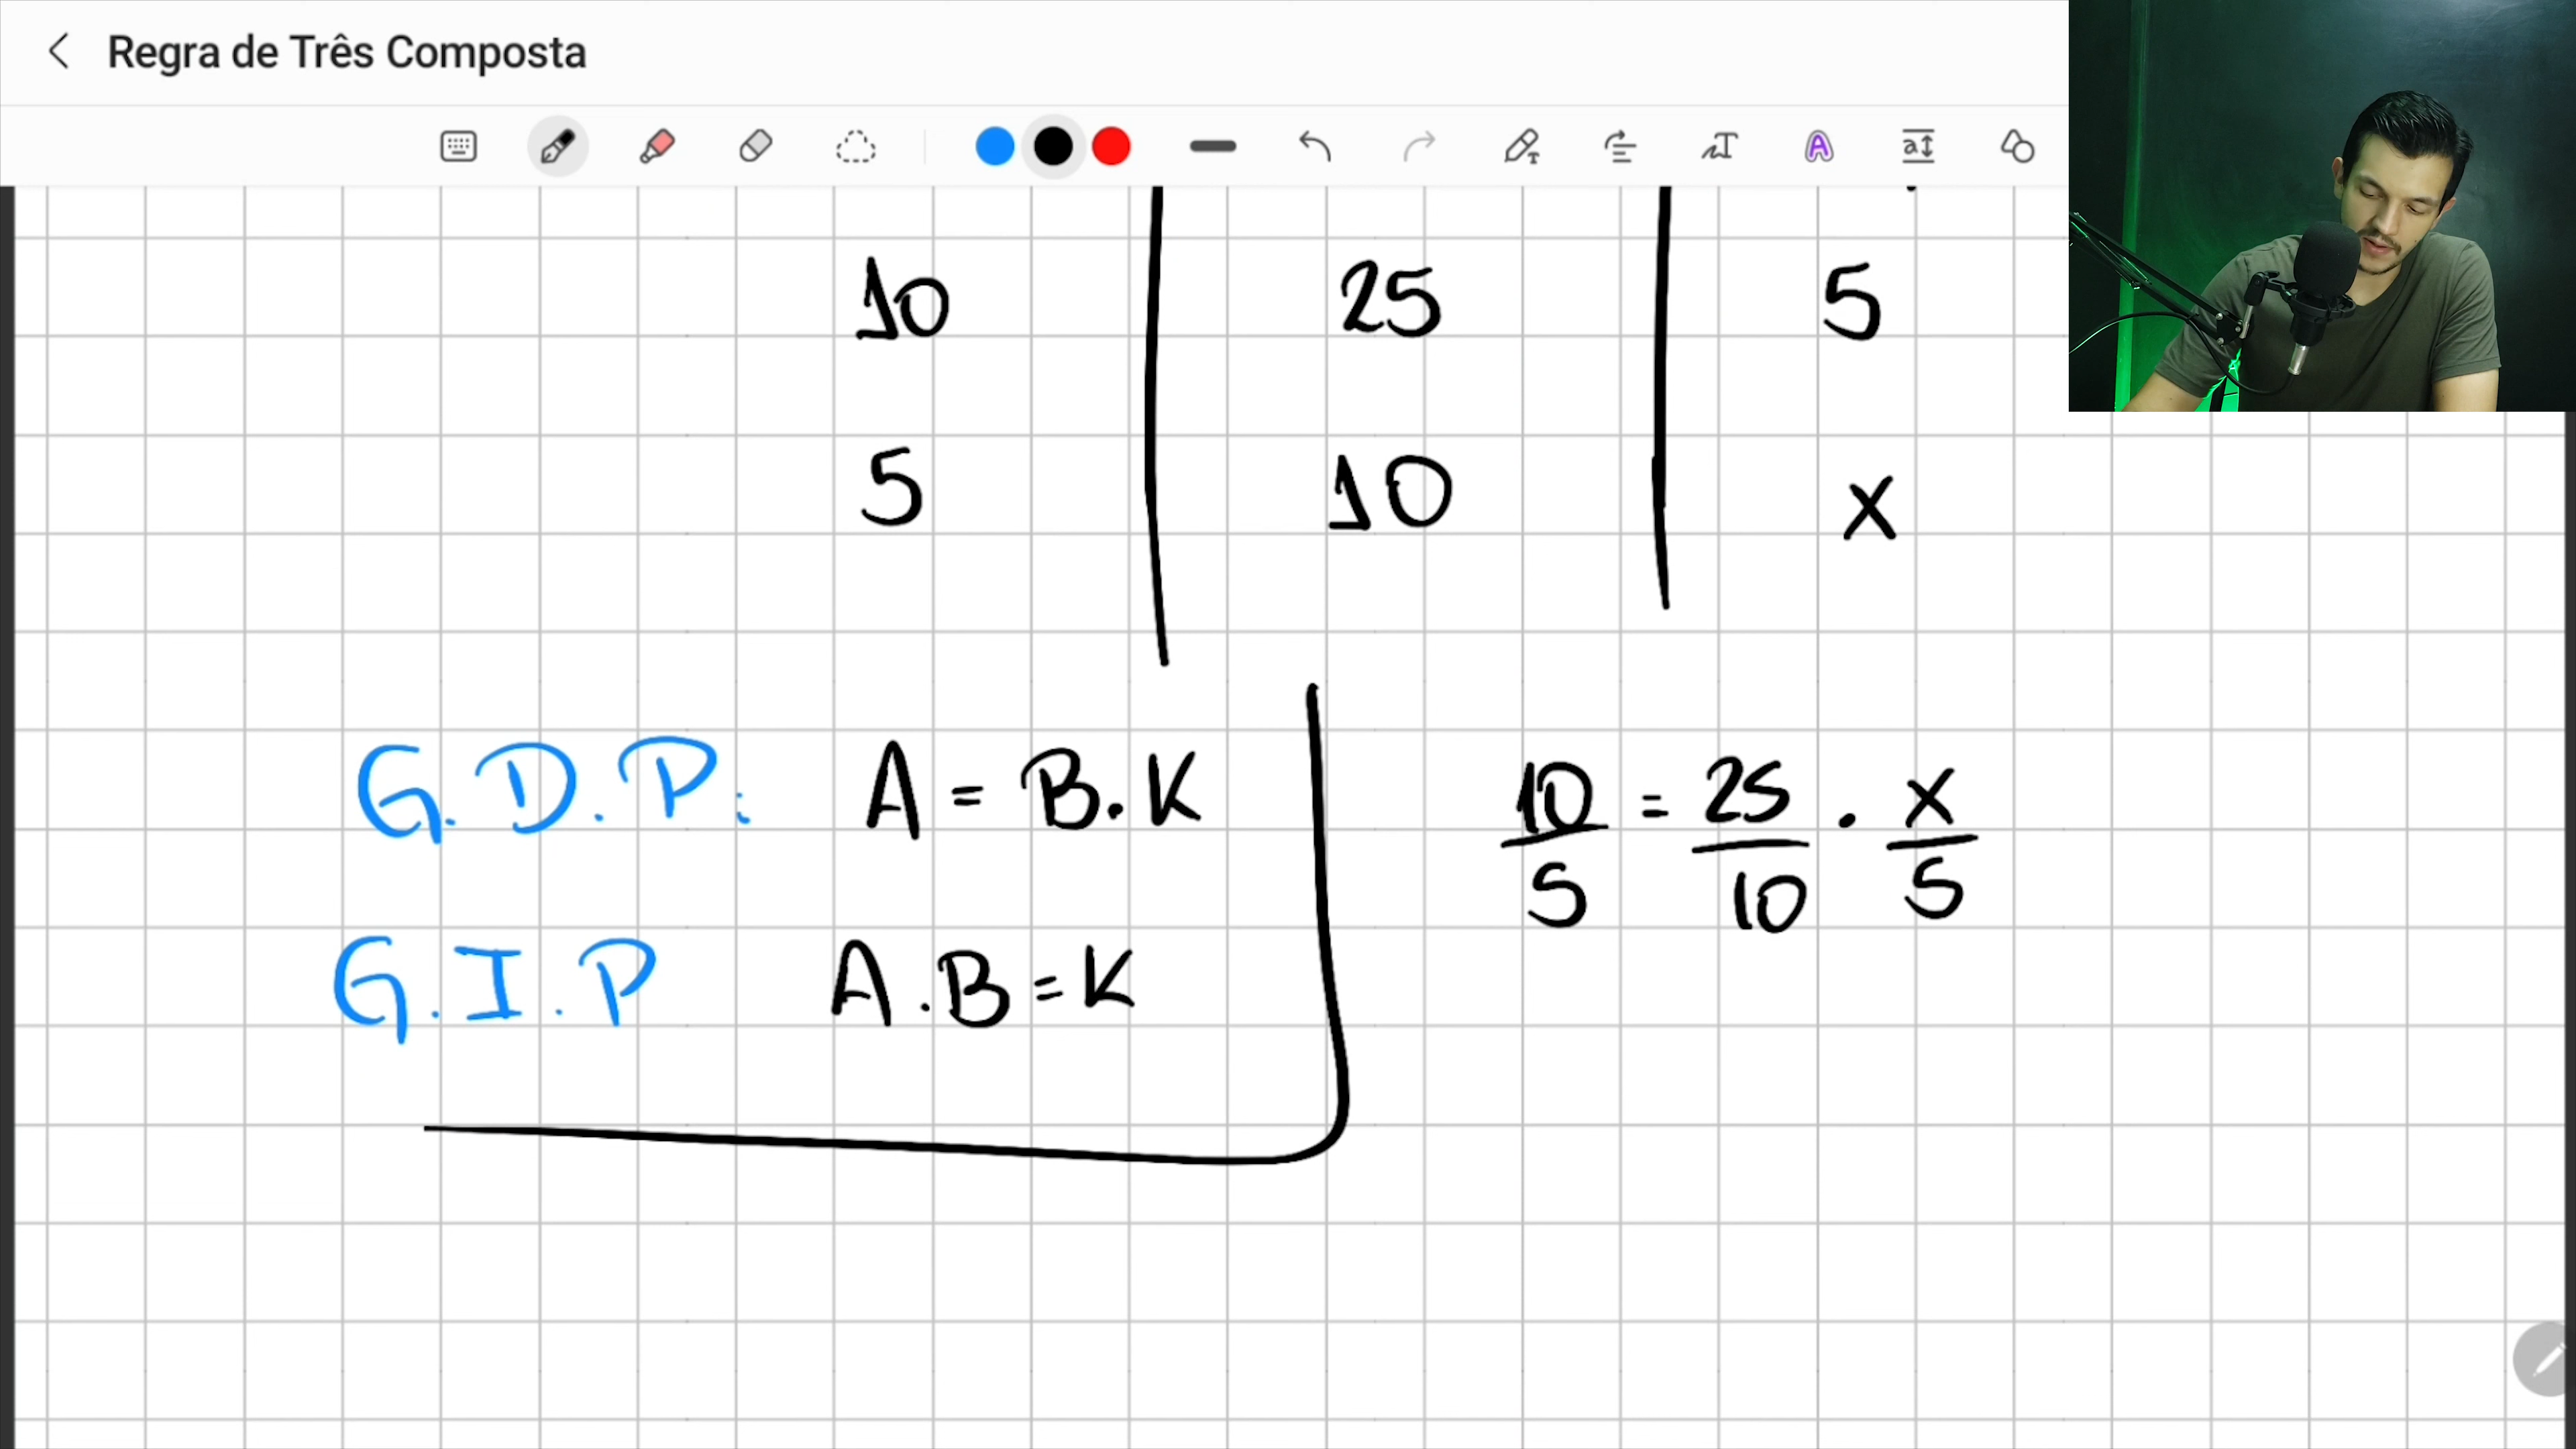 Regra de Três Composta
10 25 5
5 10 x
G.D.P: A = B.K
G.I.P A.B=K
10/5 = 25/10 . x/5